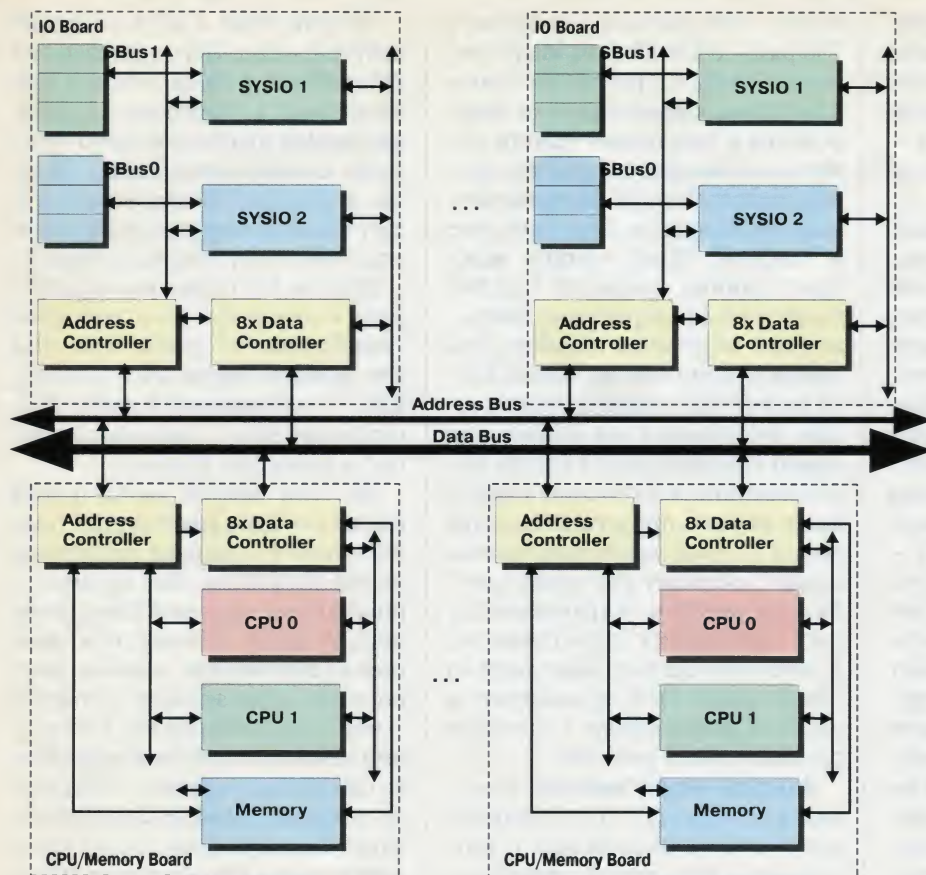 IO Board
SBus1
SYSIO 1
SBus0
SYSIO 2
Address
Controller
8x Data
Controller
...
IO Board
SBus1
SYSIO 1
SBus0
SYSIO 2
Address
Controller
8x Data
Controller
Address Bus
Data Bus
Address
Controller
8x Data
Controller
CPU 0
CPU 1
Memory
CPU/Memory Board
...
Address
Controller
8x Data
Controller
CPU 0
CPU 1
Memory
CPU/Memory Board